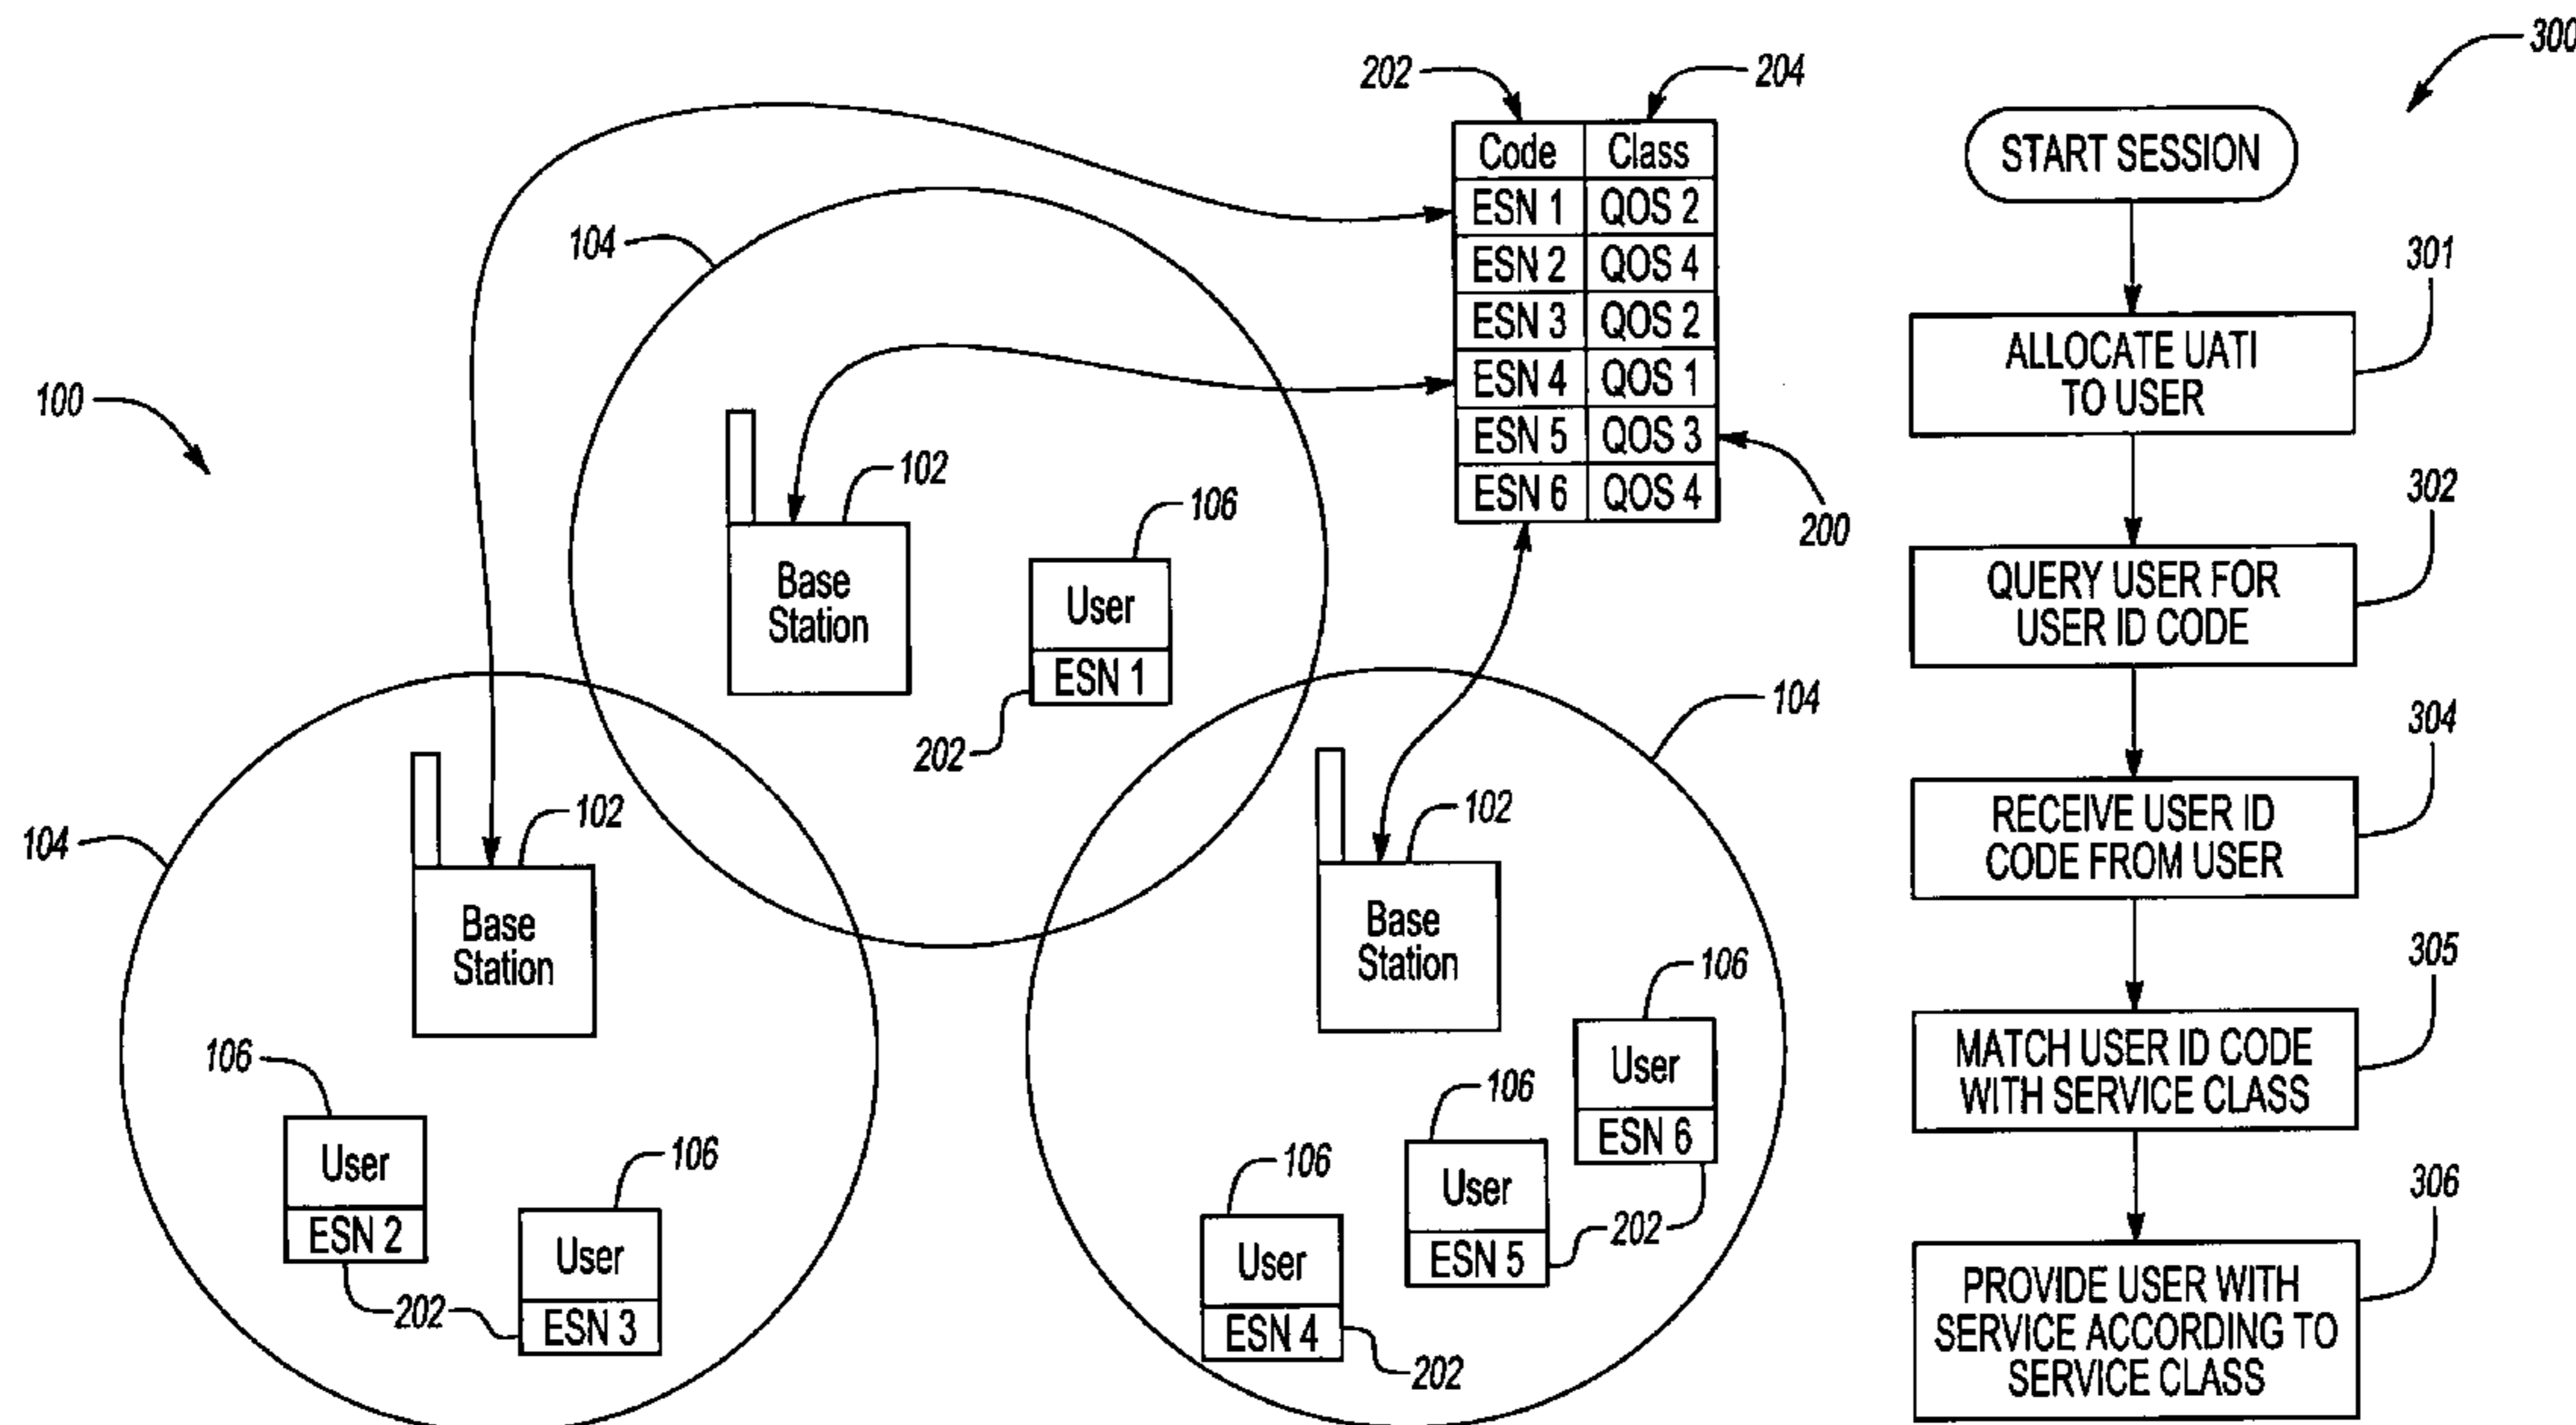 300
202
204
Code Class
ESN 1 QOS 2
ESN 2 QOS 4
ESN 3 QOS 2
ESN 4 QOS 1
ESN 5 QOS 3
ESN 6 QOS 4
200
100
104
102
Base
Station
106
User
ESN 1
202
104
102
Base
Station
106
User
ESN 2
106
User
ESN 3
202
104
102
Base
Station
106
User
ESN 6
106
User
ESN 5
202
106
User
ESN 4
202
START SESSION
301
ALLOCATE UATI
TO USER
302
QUERY USER FOR
USER ID CODE
304
RECEIVE USER ID
CODE FROM USER
305
MATCH USER ID CODE
WITH SERVICE CLASS
306
PROVIDE USER WITH
SERVICE ACCORDING TO
SERVICE CLASS